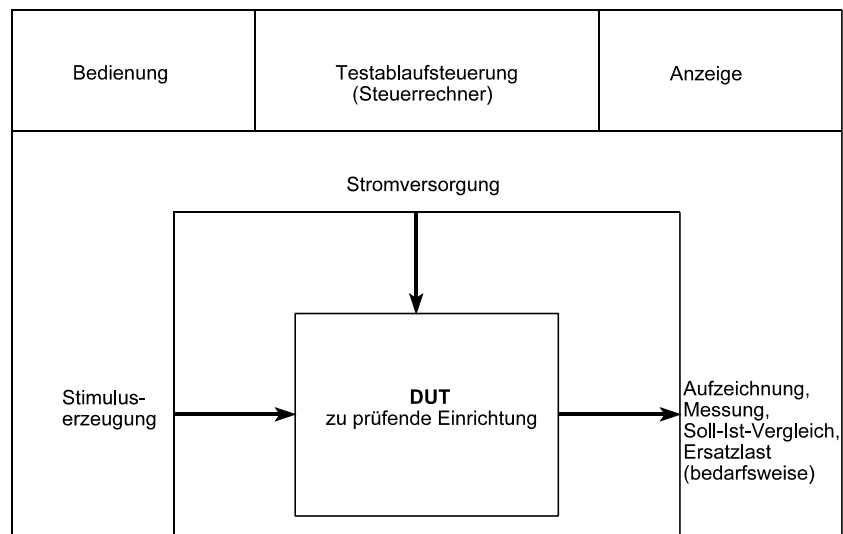 Bedienung
Testablaufsteuerung
(Steuerrechner)
Anzeige
Stromversorgung
Stimulus-
erzeugung
DUT
zu prüfende Einrichtung
Aufzeichnung,
Messung,
Soll-Ist-Vergleich,
Ersatzlast
(bedarfsweise)